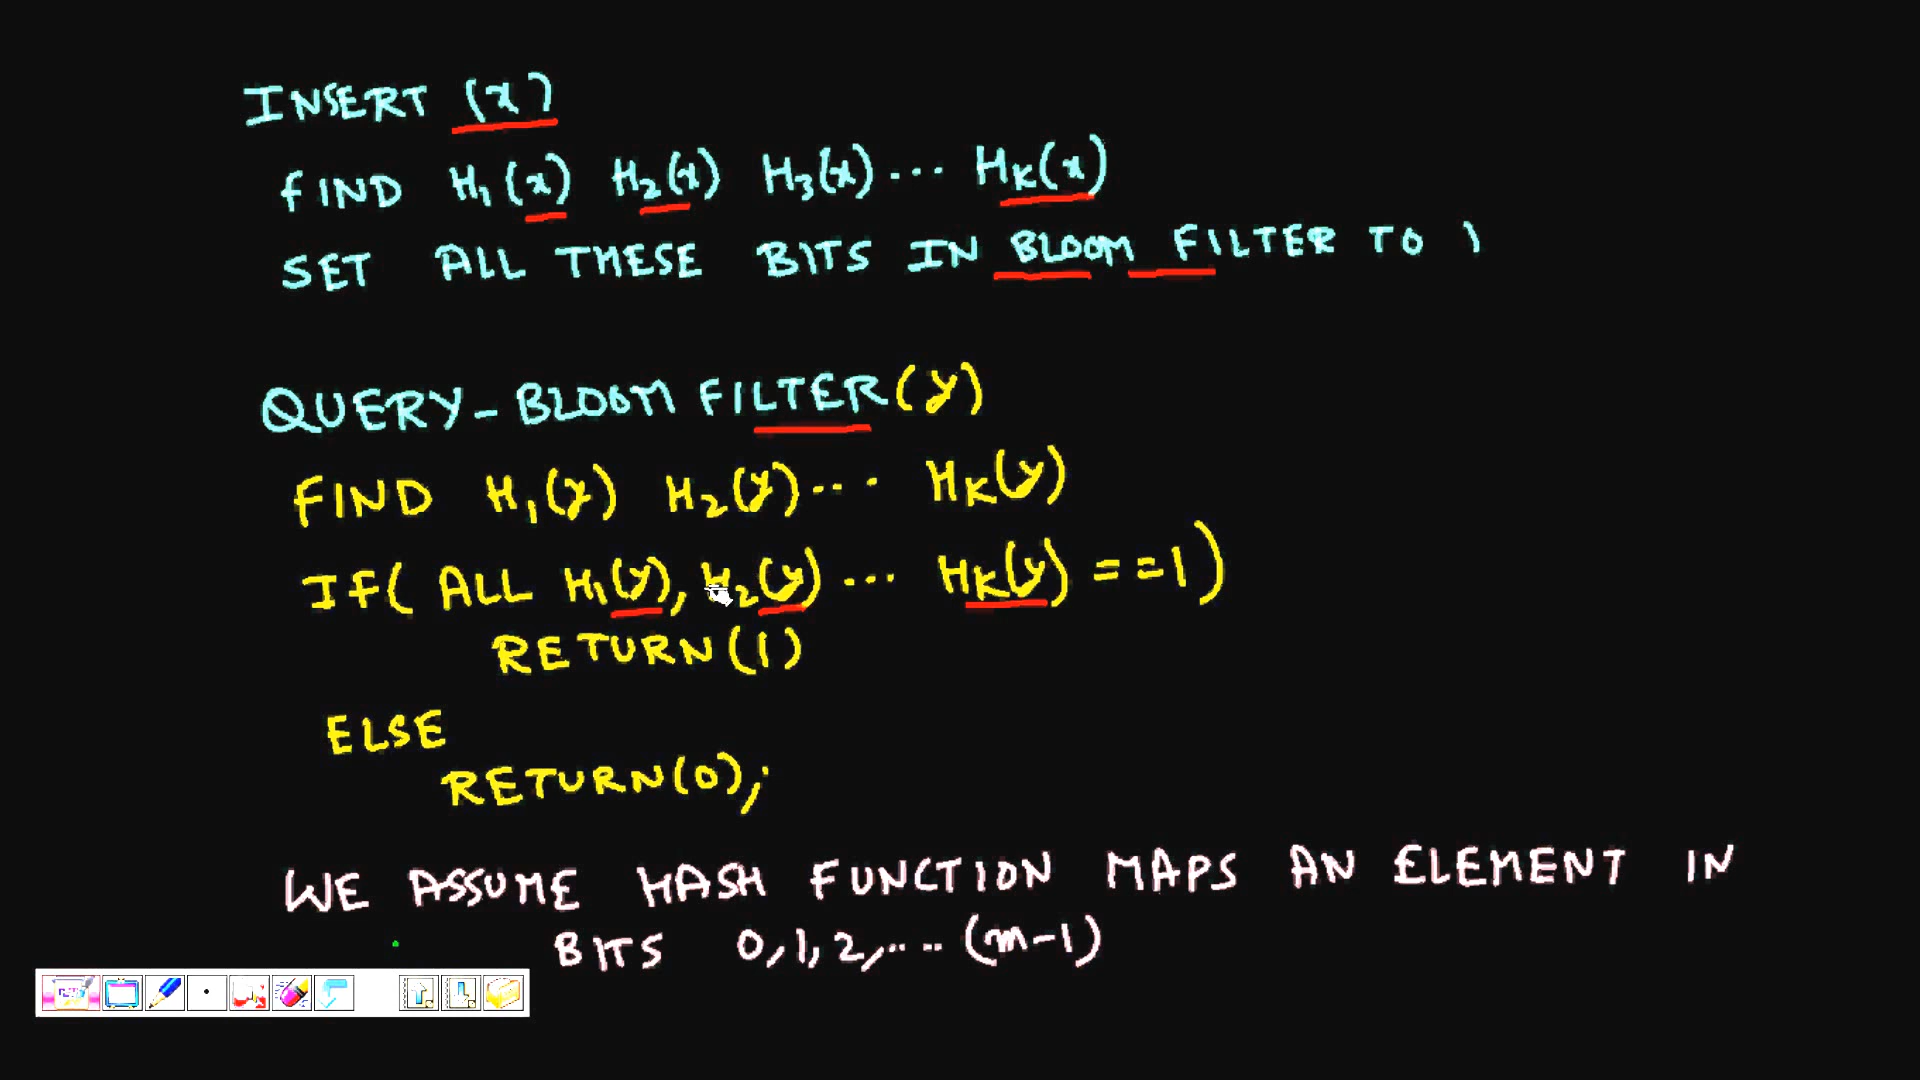 INSERT (x)
FIND H1(x) H2(x) H3(x)... HK(x)
SET ALL THESE BITS IN BLOOM FILTER TO 1
QUERY-BLOOM FILTER(y)
FIND H1(y) H2(y)... HK(y)
If( ALL H1(y), H2(y) ... HK(y) ==1)
RETURN(1)
ELSE
RETURN(0);
WE ASSUME HASH FUNCTION MAPS AN ELEMENT IN
BITS 0,1,2,.... (m-1)